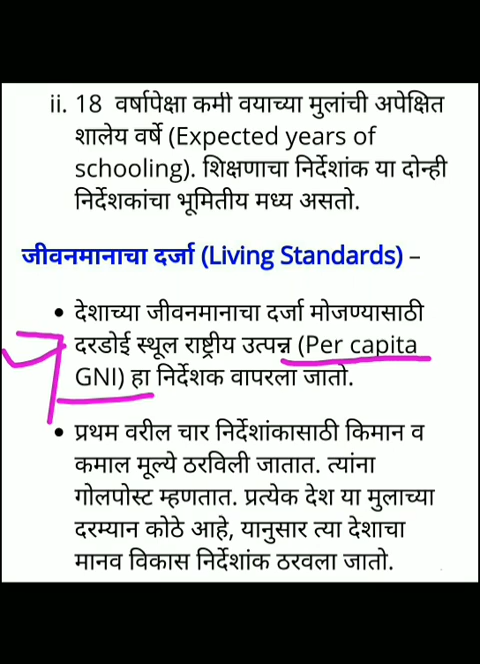 ii. 18 वर्षापेक्षा कमी वयाच्या मुलांची अपेक्षित
शालेय वर्षे (Expected years of
schooling). शिक्षणाचा निर्देशांक या दोन्ही
निर्देशकांचा भूमितीय मध्य असतो.
जीवनमानाचा दर्जा (Living Standards) –
• देशाच्या जीवनमानाचा दर्जा मोजण्यासाठी
दरडोई स्थूल राष्ट्रीय उत्पन्न (Per capita
GNI) हा निर्देशक वापरला जातो.
• प्रथम वरील चार निर्देशांकासाठी किमान व
कमाल मूल्ये ठरविली जातात. त्यांना
गोलपोस्ट म्हणतात. प्रत्येक देश या मुलाच्या
दरम्यान कोठे आहे, यानुसार त्या देशाचा
मानव विकास निर्देशांक ठरवला जातो.